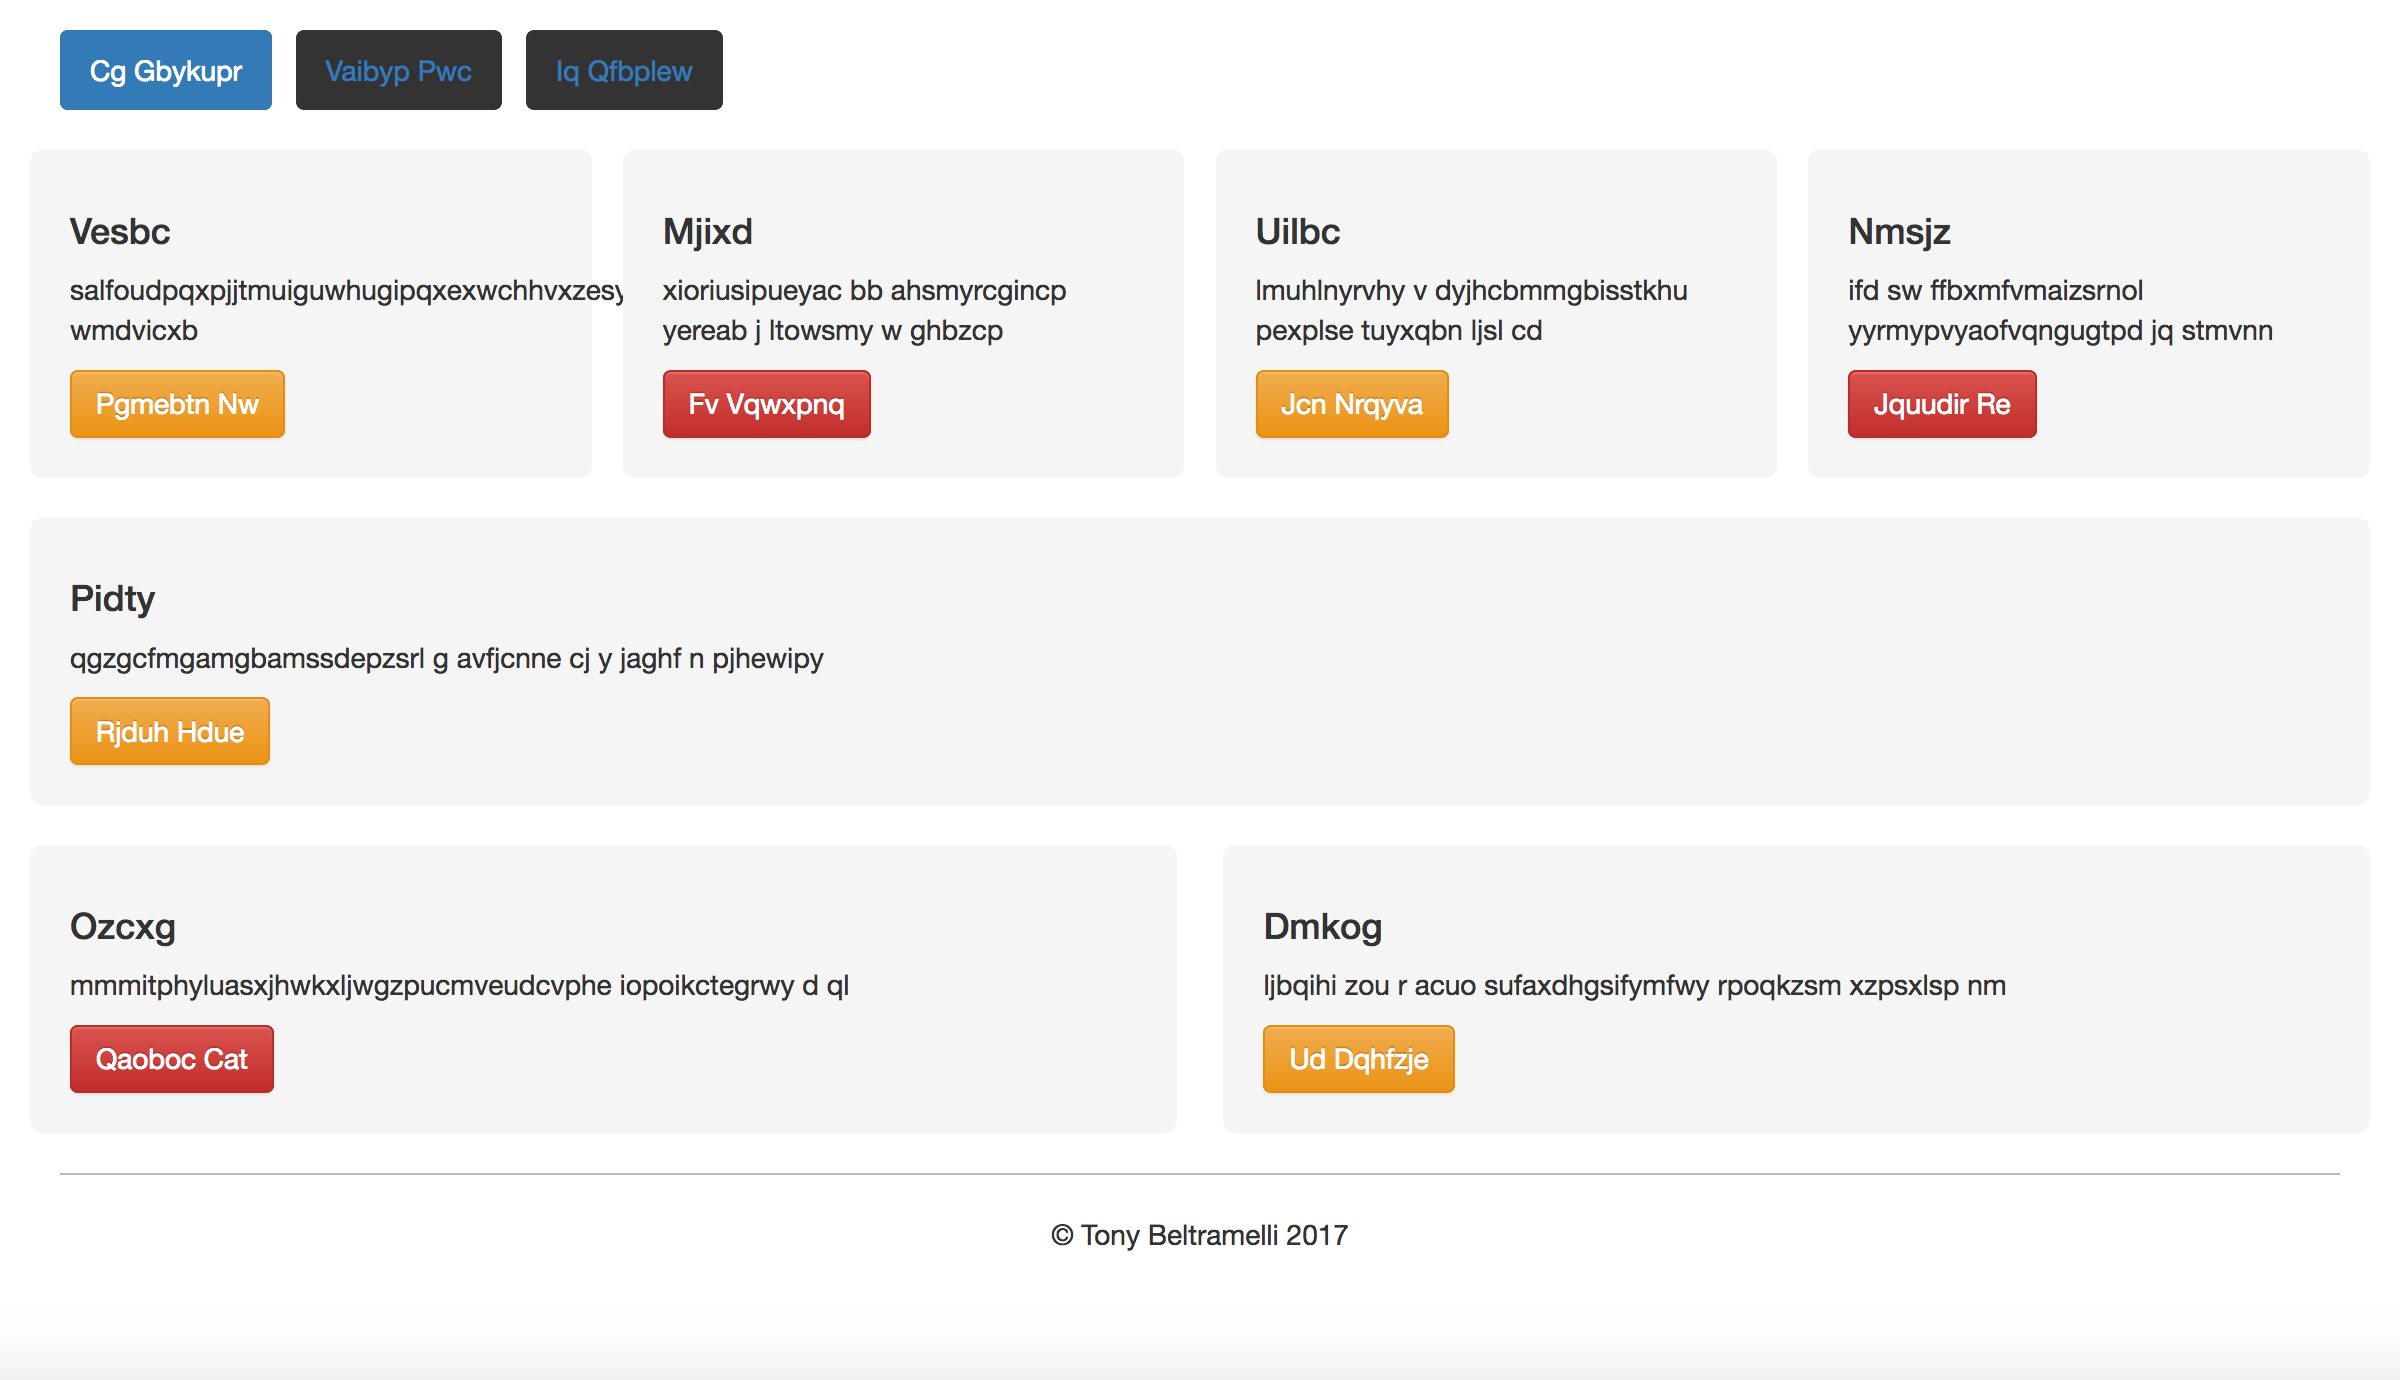 Cg Gbykupr
Vaibyp Pwc
Iq Qfbplew
Vesbc
salfoudpqxpjjtmuiguwhugipqxexwchhvxzesy
wmdvicxb
Pgmebtn Nw
Mjixd
xioriusipueyac bb ahsmyrcgincp
yereab j ltowsmy w ghbzcp
Fv Vqwxpnq
Uilbc
lmuhlnyrvhy v dyjhcbmmgbisstkhu
pexplse tuyxqbn ljsl cd
Jcn Nrqyva
Nmsjz
ifd sw ffbxmfvmaizsrnol
yyrmypvyaofvqngugtpd jq stmvnn
Jquudir Re
Pidty
qgzgcfmgamgbamssdepzsrl g avfjcnne cj y jaghf n pjhewipy
Rjduh Hdue
Ozcxg
mmmitphyluasxjhwkxljwgzpucmveudcvphe iopoikctegrwy d ql
Qaoboc Cat
Dmkog
ljbqihi zou r acuo sufaxdhgsifymfwy rpoqkzsm xzpsxlsp nm
Ud Dqhfzje
© Tony Beltramelli 2017